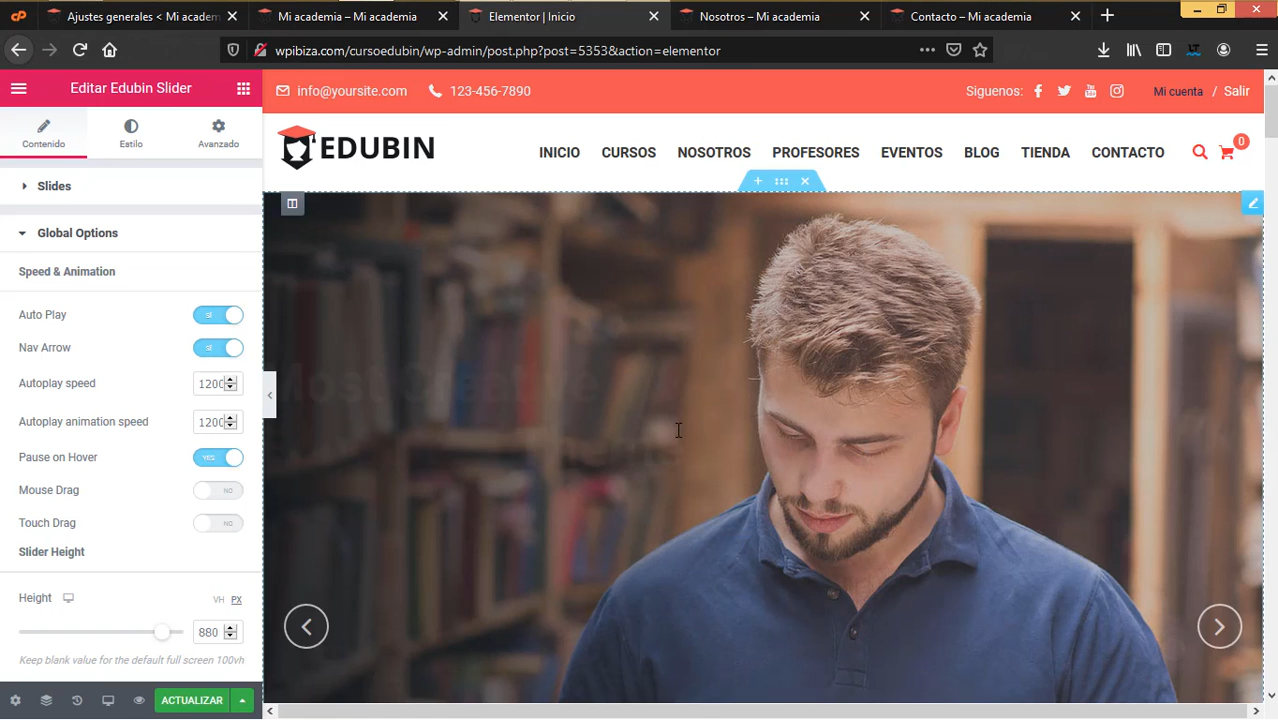 Ajustes generales < Mi academ
Mi academia – Mi academia
Elementor | Inicio
Nosotros – Mi academia
Contacto – Mi academia
wpibiza.com/cursoedubin/wp-admin/post.php?post=5353&action=elementor
Editar Edubin Slider
Contenido
Estilo
Avanzado
Slides
Global Options
Speed & Animation
Auto Play
SÍ
Nav Arrow
SÍ
Autoplay speed
1200
Autoplay animation speed
1200
Pause on Hover
YES
Mouse Drag
NO
Touch Drag
NO
Slider Height
Height
VH PX
880
Keep blank value for the default full screen 100vh
ACTUALIZAR
info@yoursite.com
123-456-7890
Siguenos:
Mi cuenta / Salir
EDUBIN
INICIO CURSOS NOSOTROS PROFESORES EVENTOS BLOG TIENDA CONTACTO
0
Most Creative